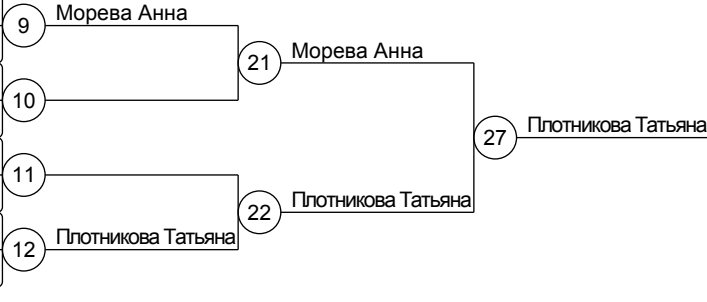 9 Морева Анна
21 Морева Анна
10
27 Плотникова Татьяна
11
22 Плотникова Татьяна
12 Плотникова Татьяна